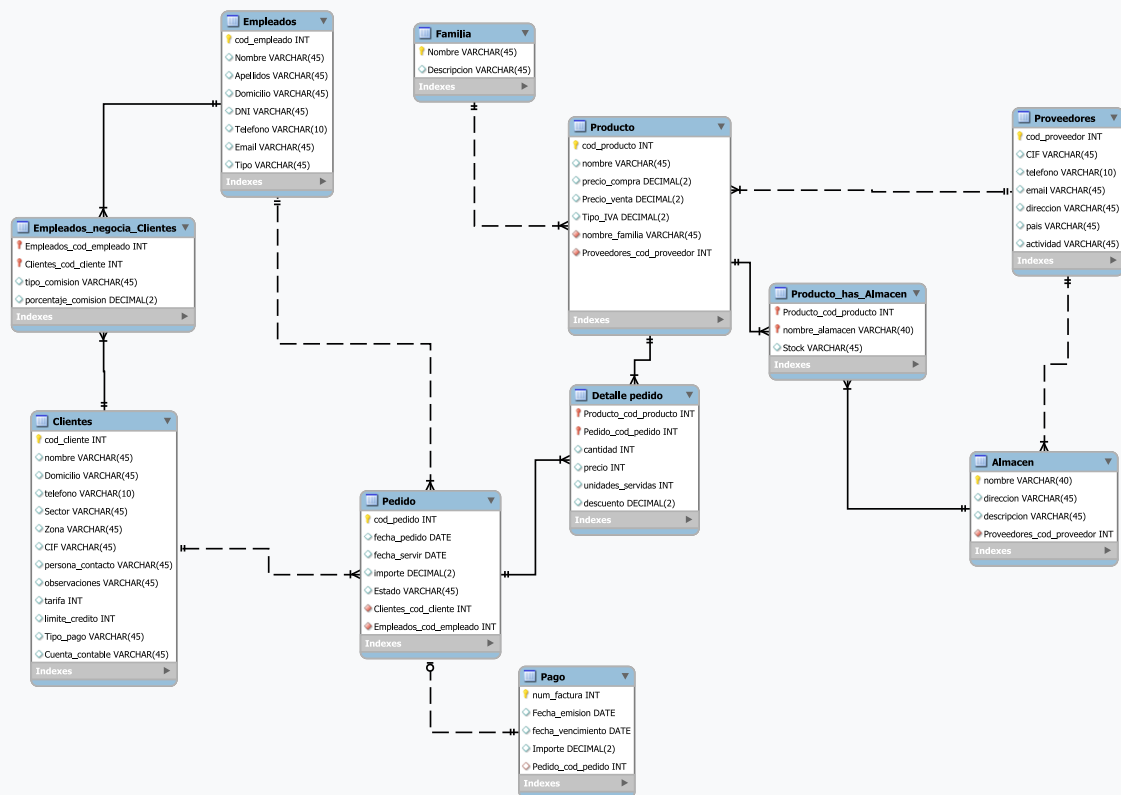 Empleados
cod_empleado INT
Nombre VARCHAR(45)
Apellidos VARCHAR(45)
Domicilio VARCHAR(45)
DNI VARCHAR(45)
Telefono VARCHAR(10)
Email VARCHAR(45)
Tipo VARCHAR(45)
Indexes
Familia
Nombre VARCHAR(45)
Descripcion VARCHAR(45)
Indexes
Producto
cod_producto INT
nombre VARCHAR(45)
precio_compra DECIMAL(2)
Precio_venta DECIMAL(2)
Tipo_IVA DECIMAL(2)
nombre_familia VARCHAR(45)
Proveedores_cod_proveedor INT
Indexes
Proveedores
cod_proveedor INT
CIF VARCHAR(45)
telefono VARCHAR(10)
email VARCHAR(45)
direccion VARCHAR(45)
pais VARCHAR(45)
actividad VARCHAR(45)
Indexes
Empleados_negocia_Clientes
Empleados_cod_empleado INT
Clientes_cod_cliente INT
tipo_comision VARCHAR(45)
porcentaje_comision DECIMAL(2)
Indexes
Producto_has_Almacen
Producto_cod_producto INT
nombre_alamacen VARCHAR(40)
Stock VARCHAR(45)
Indexes
Detalle pedido
Producto_cod_producto INT
Pedido_cod_pedido INT
cantidad INT
precio INT
unidades_servidas INT
descuento DECIMAL(2)
Indexes
Clientes
cod_cliente INT
nombre VARCHAR(45)
Domicilio VARCHAR(45)
telefono VARCHAR(10)
Sector VARCHAR(45)
Zona VARCHAR(45)
CIF VARCHAR(45)
persona_contacto VARCHAR(45)
observaciones VARCHAR(45)
tarifa INT
limite_credito INT
Tipo_pago VARCHAR(45)
Cuenta_contable VARCHAR(45)
Indexes
Almacen
nombre VARCHAR(40)
direccion VARCHAR(45)
descripcion VARCHAR(45)
Proveedores_cod_proveedor INT
Indexes
Pedido
cod_pedido INT
fecha_pedido DATE
fecha_servir DATE
importe DECIMAL(2)
Estado VARCHAR(45)
Clientes_cod_cliente INT
Empleados_cod_empleado INT
Indexes
Pago
num_factura INT
Fecha_emision DATE
fecha_vencimiento DATE
Importe DECIMAL(2)
Pedido_cod_pedido INT
Indexes